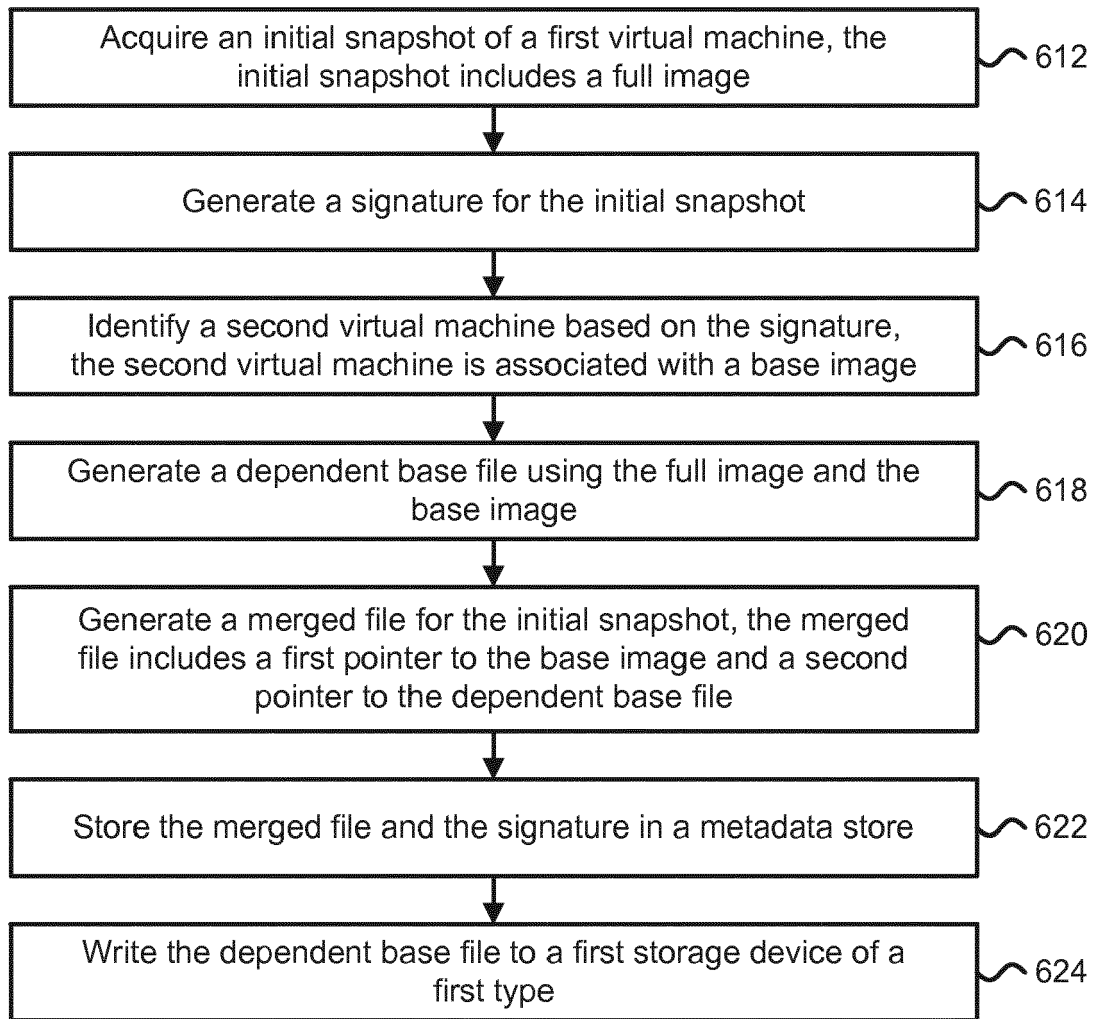 Acquire an initial snapshot of a first virtual machine, the
initial snapshot includes a full image
612
Generate a signature for the initial snapshot
614
Identify a second virtual machine based on the signature,
the second virtual machine is associated with a base image
616
Generate a dependent base file using the full image and the
base image
618
Generate a merged file for the initial snapshot, the merged
file includes a first pointer to the base image and a second
pointer to the dependent base file
620
Store the merged file and the signature in a metadata store
622
Write the dependent base file to a first storage device of a
first type
624